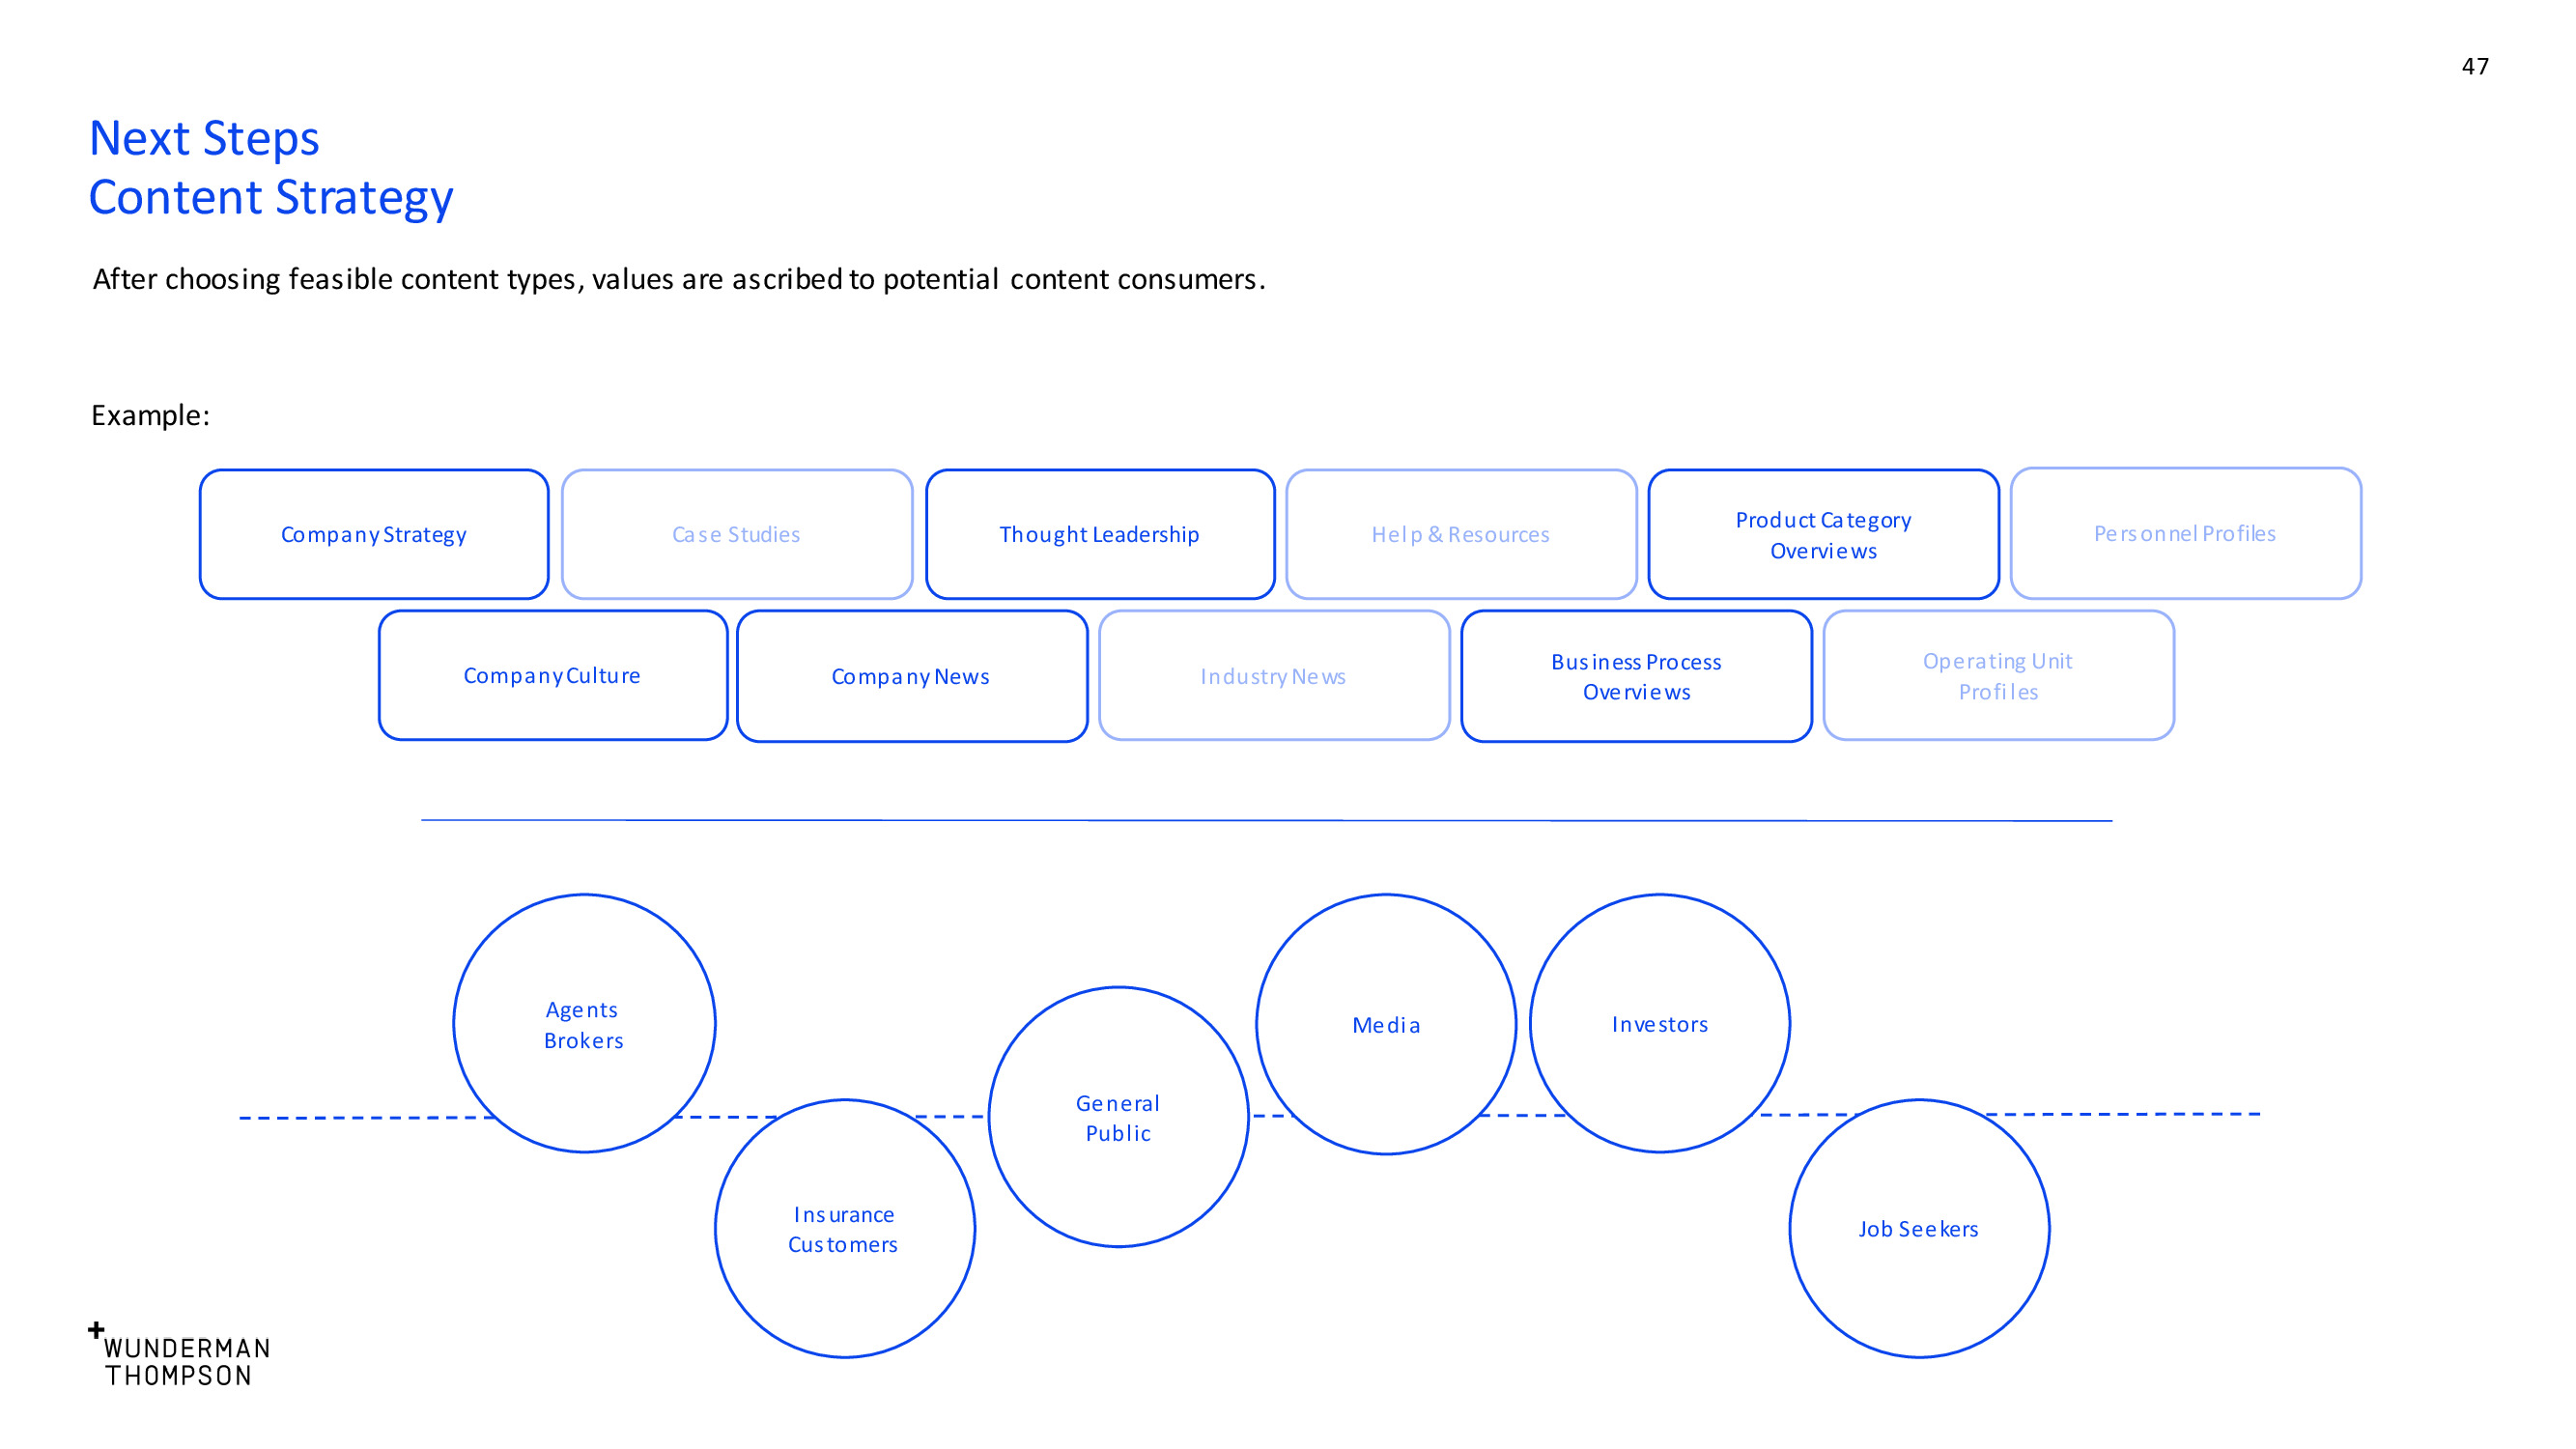 47
Next Steps
Content Strategy
After choosing feasible content types, values are ascribed to potential content consumers.
Example:
Company Strategy
Case Studies
Thought Leadership
Help & Resources
Product Category
Overviews
Personnel Profiles
Company Culture
Company News
Industry News
Business Process
Overviews
Operating Unit
Profiles
Agents
Brokers
Insurance
Customers
General
Public
Media
Investors
Job Seekers
+WUNDERMAN
THOMPSON